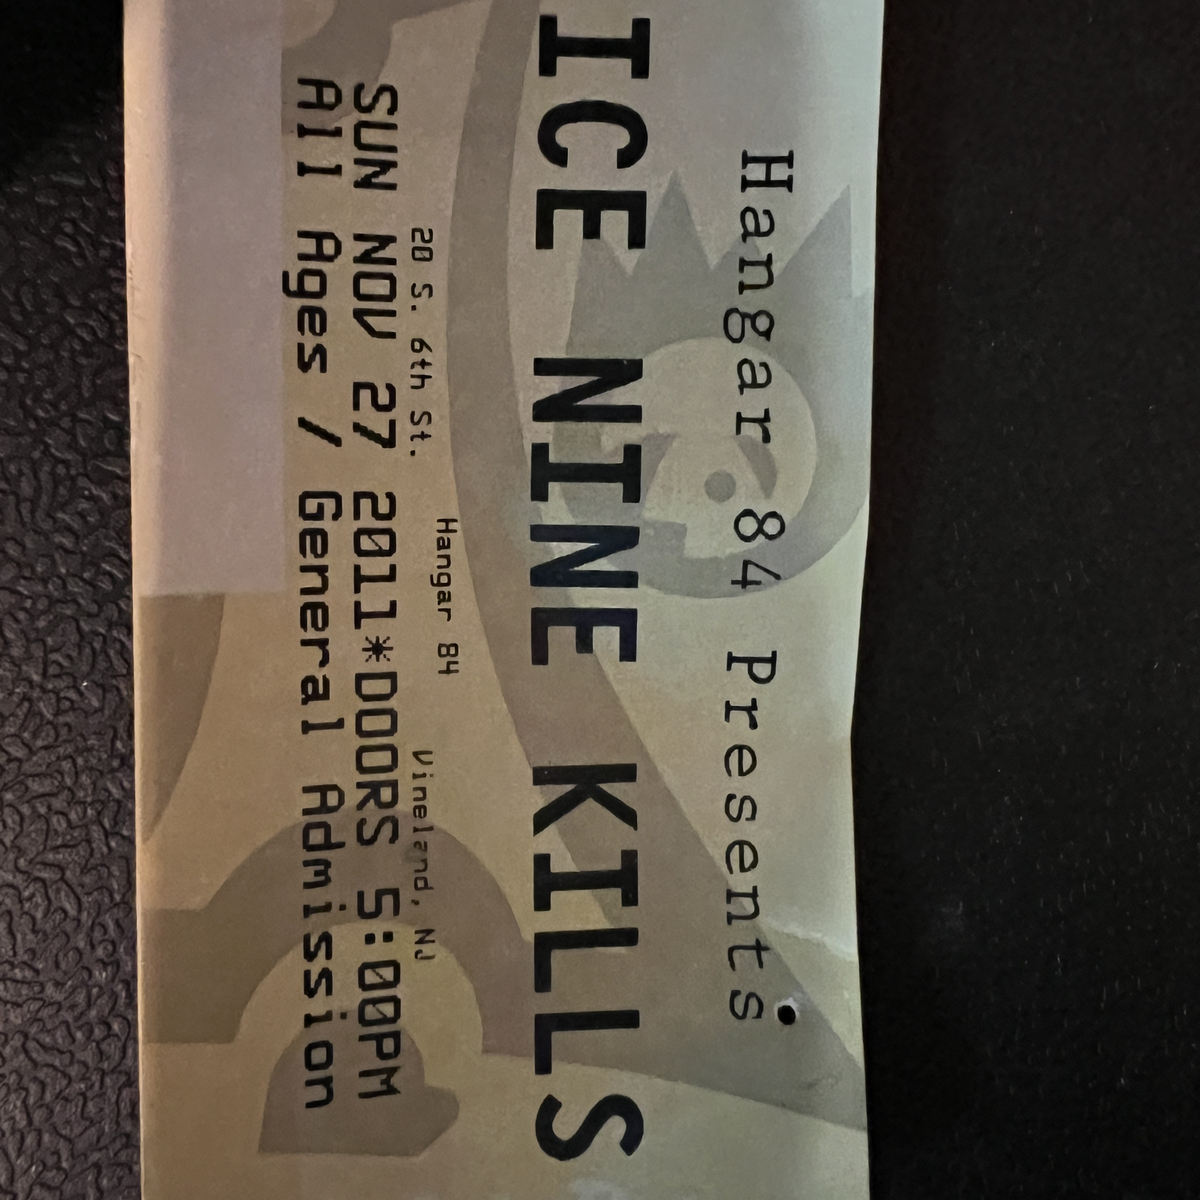 Hangar 84 Presents
ICE NINE KILLS
Hangar 84
20 S. 6th St. Vineland, NJ
SUN NOV 27 2011*DOORS 5:00PM
All Ages / General Admission